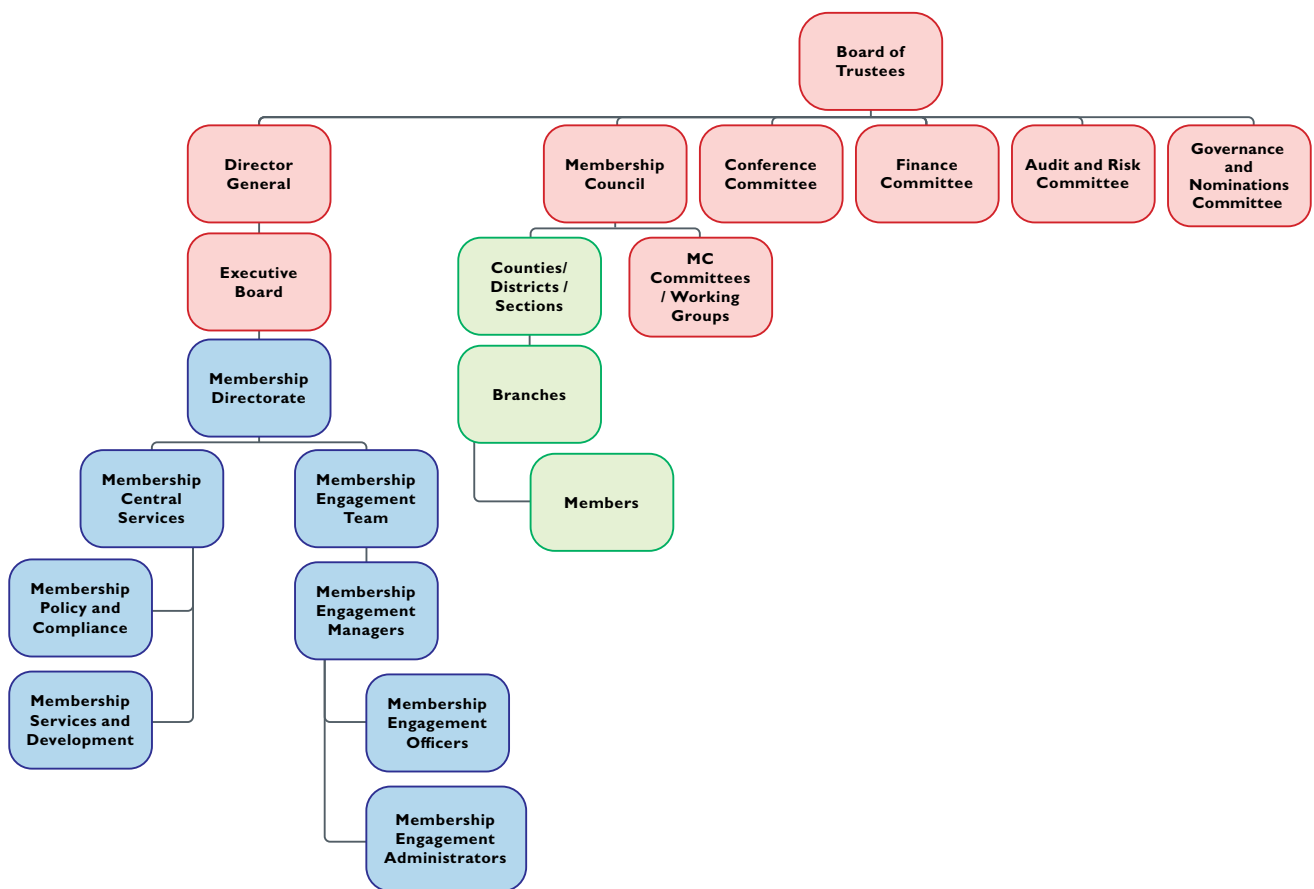 Board of
Trustees
Director
General
Membership
Council
Conference
Committee
Finance
Committee
Audit and Risk
Committee
Governance
and
Nominations
Committee
Executive
Board
Counties/
Districts /
Sections
MC
Committees
/ Working
Groups
Membership
Directorate
Branches
Membership
Central
Services
Membership
Engagement
Team
Members
Membership
Policy and
Compliance
Membership
Engagement
Managers
Membership
Services and
Development
Membership
Engagement
Officers
Membership
Engagement
Administrators